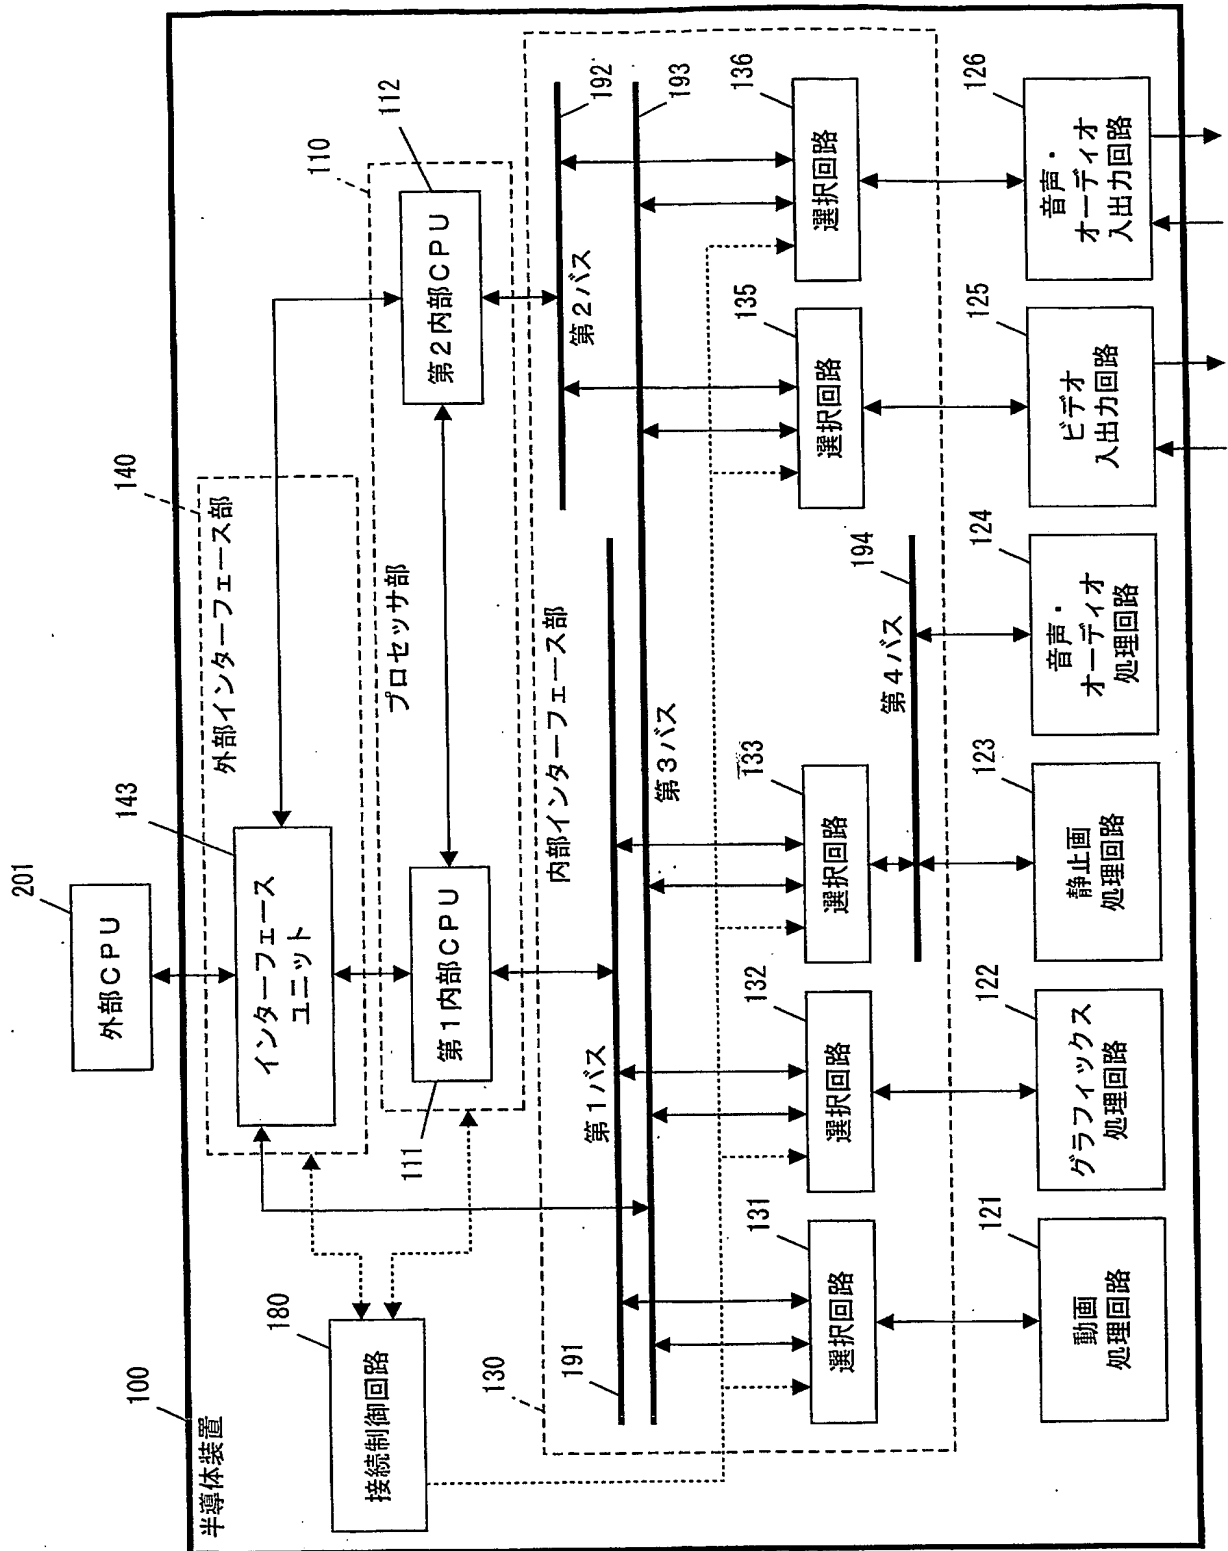 201
外部CPU
100
半導体装置
140
外部インターフェース部
143
インターフェース
ユニット
110
プロセッサ部
111
第1内部CPU
112
第2内部CPU
180
接続制御回路
130
内部インターフェース部
191
第1バス
192
第2バス
193
第3バス
131
選択回路
132
選択回路
133
選択回路
135
選択回路
136
選択回路
194
第4バス
121
動画
処理回路
122
グラフィックス
処理回路
123
静止画
処理回路
124
音声・
オーディオ
処理回路
125
ビデオ
入出力回路
126
音声・
オーディオ
入出力回路